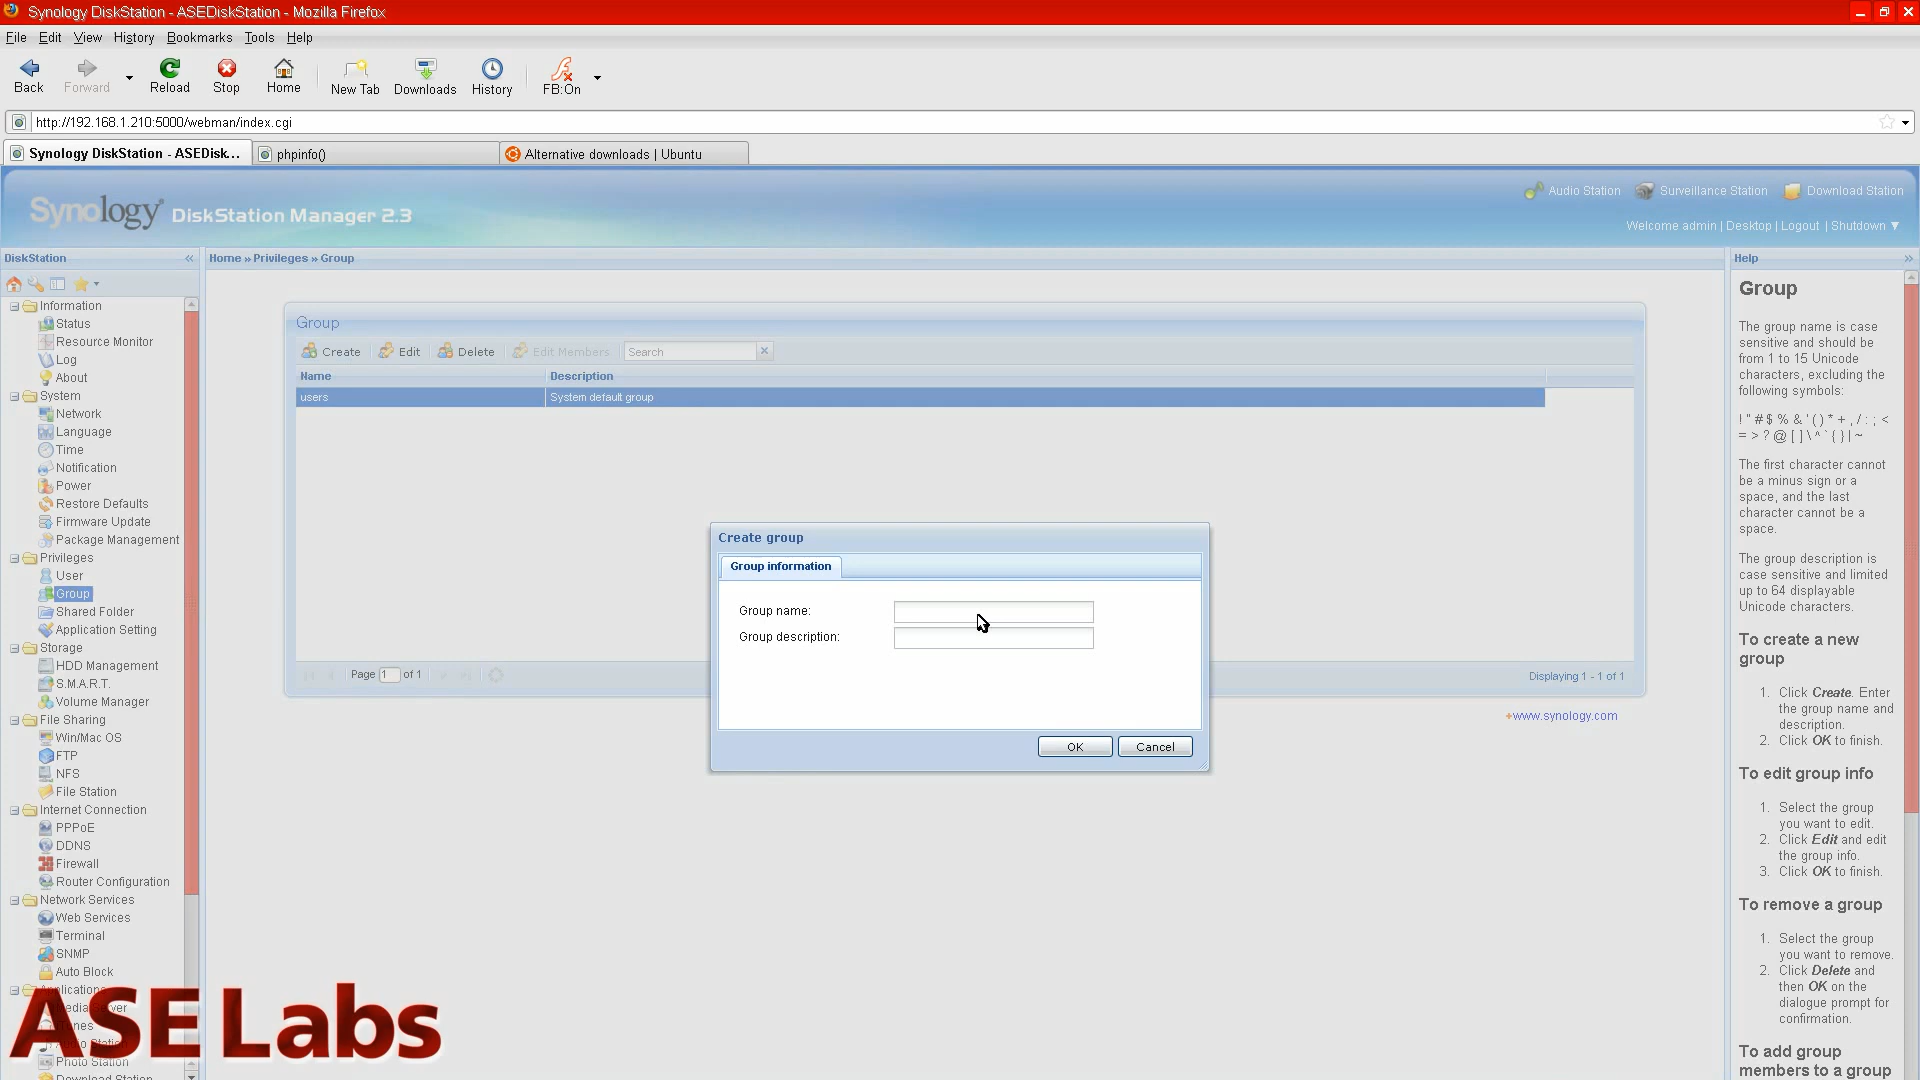 Synology DiskStation - ASEDiskStation - Mozilla Firefox
File Edit View History Bookmarks Tools Help
Back Forward Reload Stop Home New Tab Downloads History FB:On
http://192.168.1.210:5000/webman/index.cgi
Synology DiskStation - ASEDisk... phpinfo() Alternative downloads | Ubuntu
Audio Station Surveillance Station Download Station
Synology DiskStation Manager 2.3
Welcome admin | Desktop | Logout | Shutdown ▼
DiskStation «
Home » Privileges » Group
Help »
Information
Status
Resource Monitor
Log
About
System
Network
Language
Time
Notification
Power
Restore Defaults
Firmware Update
Package Management
Privileges
User
Group
Shared Folder
Application Setting
Storage
HDD Management
S.M.A.R.T.
Volume Manager
File Sharing
Win/Mac OS
FTP
NFS
File Station
Internet Connection
PPPoE
DDNS
Firewall
Router Configuration
Network Services
Web Services
Terminal
SNMP
Auto Block
Applications
Photo Station
Download Station
ASE Labs
Group
Create Edit Delete Edit Members Search
Name Description
users System default group
Page 1 of 1
Displaying 1 - 1 of 1
+www.synology.com
Create group
Group information
Group name:
Group description:
OK Cancel
Group
The group name is case
sensitive and should be
from 1 to 15 Unicode
characters, excluding the
following symbols:
! " # $ % & ' ( ) * + , / : ; <
= > ? @ [ ] \ ^ ` { } | ~
The first character cannot
be a minus sign or a
space, and the last
character cannot be a
space.
The group description is
case sensitive and limited
up to 64 displayable
Unicode characters.
To create a new
group
1. Click Create. Enter
the group name and
description.
2. Click OK to finish.
To edit group info
1. Select the group
you want to edit.
2. Click Edit and edit
the group info.
3. Click OK to finish.
To remove a group
1. Select the group
you want to remove.
2. Click Delete and
then OK on the
dialogue prompt for
confirmation.
To add group
members to a group